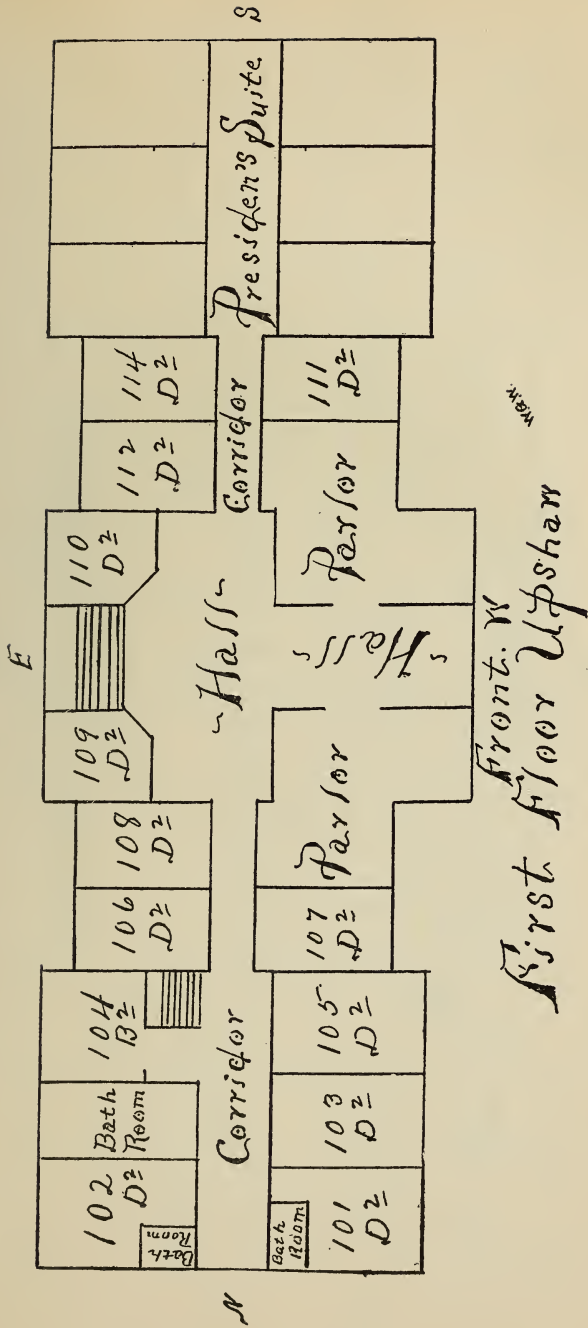 E
S
N
102
D²
Bath
Room
Bath
Room
104
B²
106
D²
108
D²
109
D²
110
D²
112
D²
114
D²
Corridor
~Hall~
Corridor
President's Suite
Bath
Room
101
D²
103
D²
105
D²
107
D²
Parlor
~Hall~
Parlor
111
D²
Front. W
First Floor Upshaw